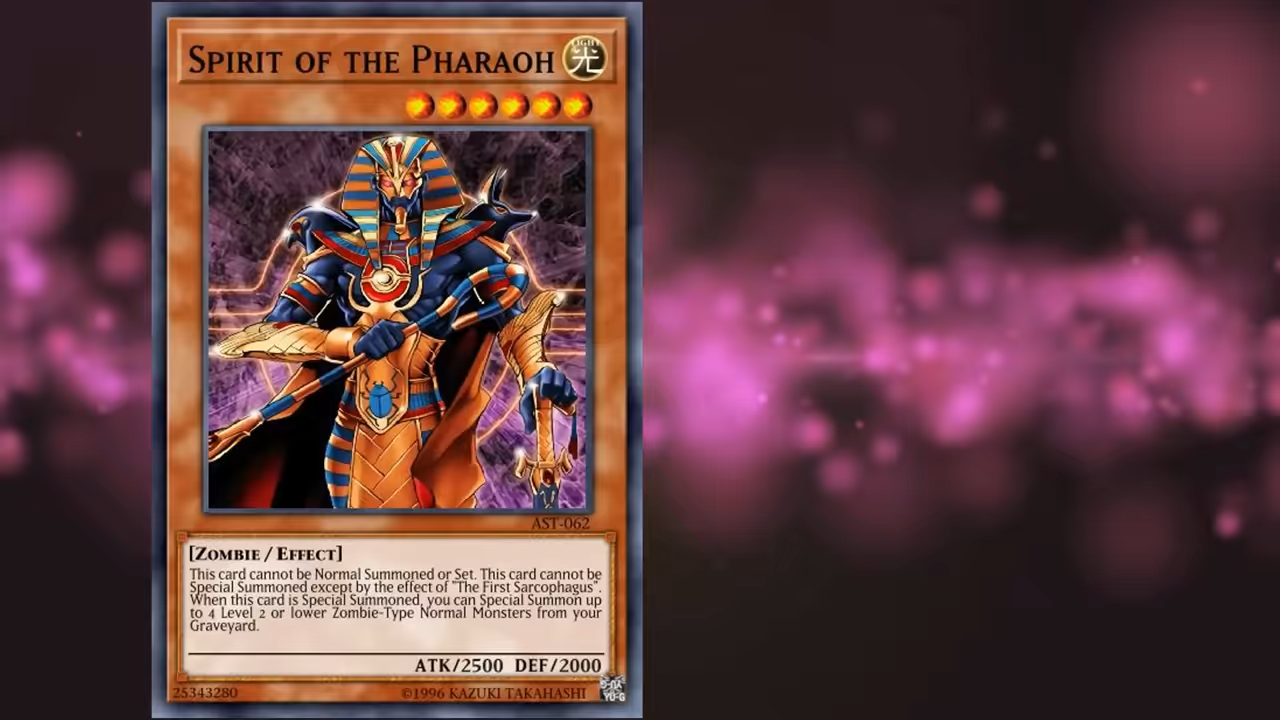 Spirit of the Pharaoh
LIGHT
光
AST-062
[Zombie / Effect]
This card cannot be Normal Summoned or Set. This card cannot be
Special Summoned except by the effect of "The First Sarcophagus".
When this card is Special Summoned, you can Special Summon up
to 4 Level 2 or lower Zombie-Type Normal Monsters from your
Graveyard.
ATK/2500 DEF/2000
25343280
©1996 KAZUKI TAKAHASHI